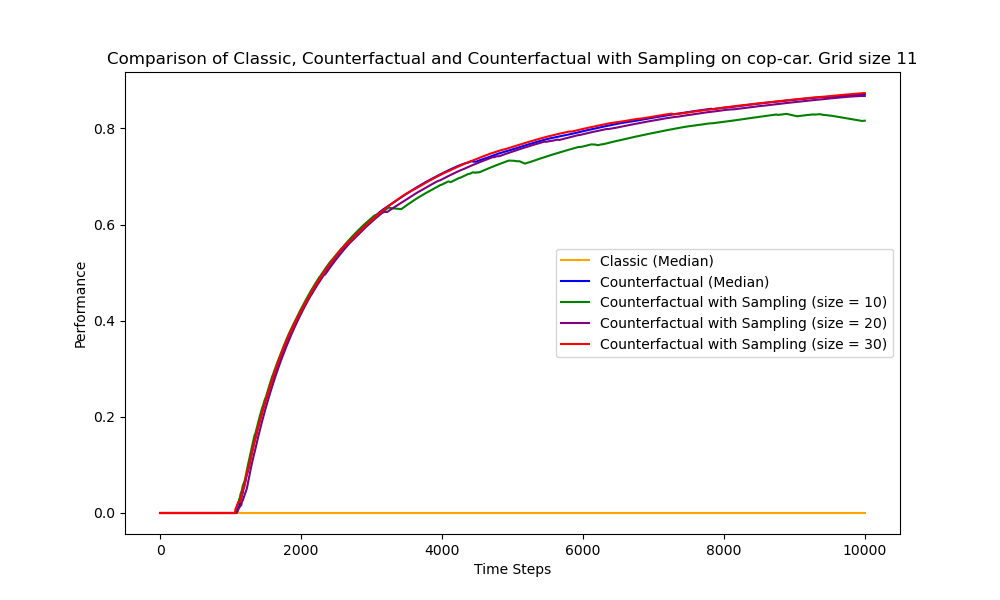 Comparison of Classic, Counterfactual and Counterfactual with Sampling on cop-car. Grid size 11
Performance
0.8
0.6
0.4
0.2
0.0
Classic (Median)
Counterfactual (Median)
Counterfactual with Sampling (size = 10)
Counterfactual with Sampling (size = 20)
Counterfactual with Sampling (size = 30)
0 2000 4000 6000 8000 10000
Time Steps